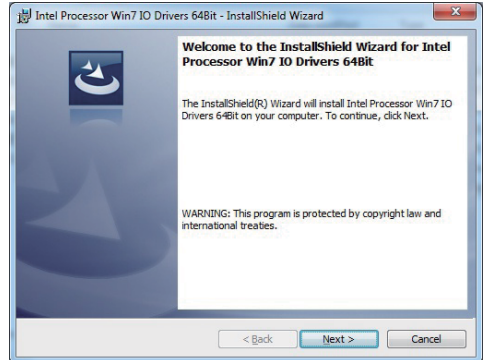 Intel Processor Win7 IO Drivers 64Bit - InstallShield Wizard
Welcome to the InstallShield Wizard for Intel
Processor Win7 IO Drivers 64Bit
The InstallShield(R) Wizard will install Intel Processor Win7 IO
Drivers 64Bit on your computer. To continue, click Next.
WARNING: This program is protected by copyright law and
international treaties.
< Back Next > Cancel